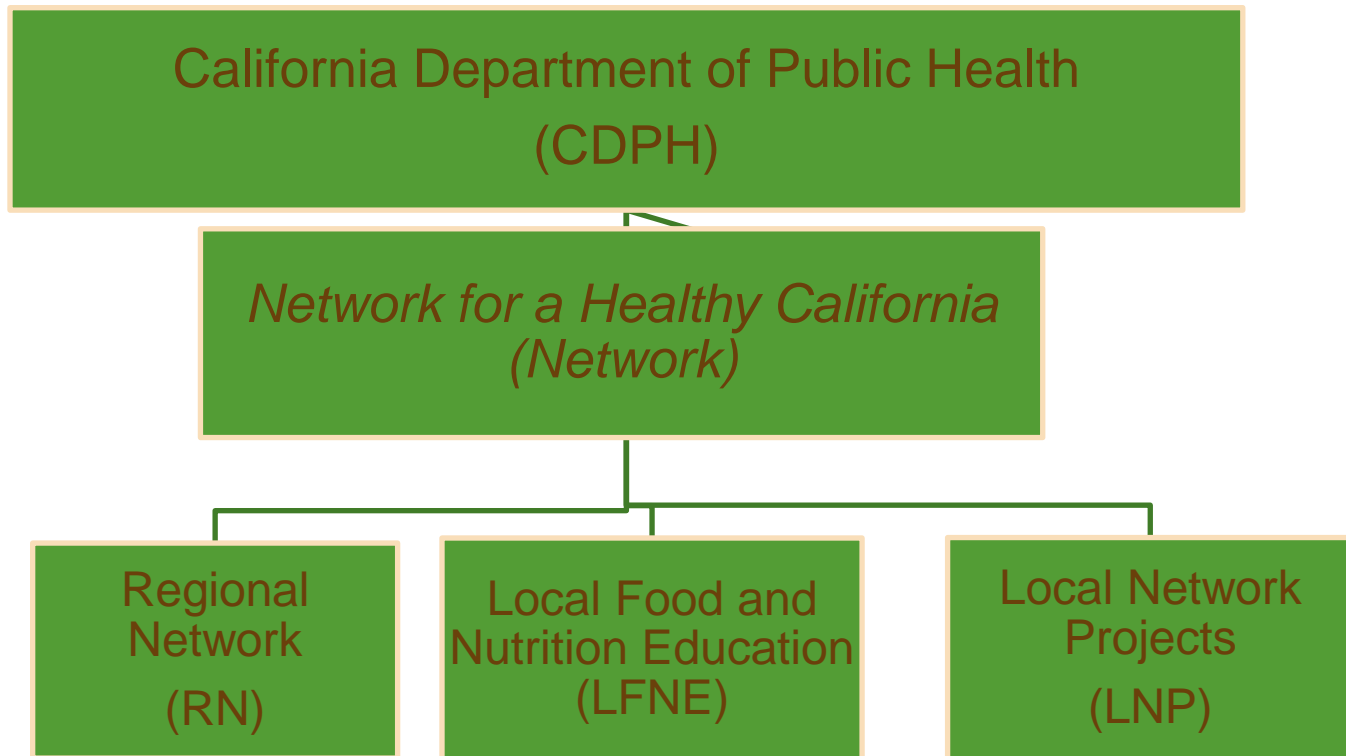 California Department of Public Health
(CDPH)
Network for a Healthy California
(Network)
Regional
Network
(RN)
Local Food and
Nutrition Education
(LFNE)
Local Network
Projects
(LNP)